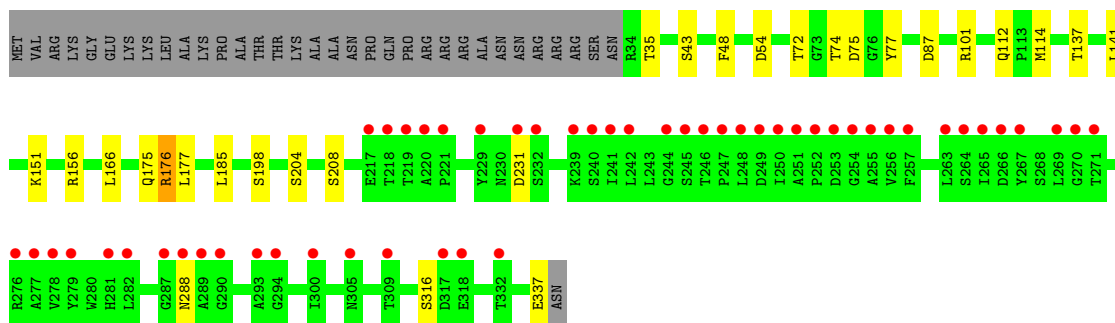 MET VAL ARG LYS GLY GLU LYS LYS LEU ALA LYS PRO ALA THR THR LYS ALA ALA ASN PRO GLN PRO ARG ARG ARG ALA ASN ASN ARG ARG ARG SER ASN R34 T35 S43 F48 D54 T72 G73 T74 D75 G76 Y77 D87 R101 Q112 P113 M114 T137 L141
K151 R156 L166 Q175 R176 L177 L185 S198 S204 S208 E217 T218 T219 A220 P221 Y229 N230 D231 S232 K239 S240 I241 L242 L243 G244 S245 T246 P247 L248 D249 I250 A251 P252 D253 G254 A255 V256 F257 L263 S264 I265 D266 Y267 S268 L269 G270 T271
R276 A277 V278 Y279 W280 H281 L282 G287 N288 A289 G290 A293 G294 I300 N305 T309 S316 D317 E318 T332 E337 ASN